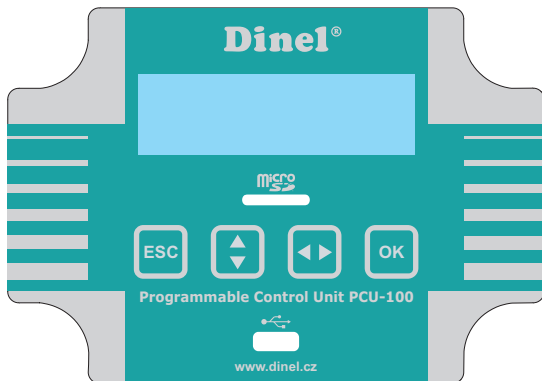 Dinel®
micro
SD
ESC
OK
Programmable Control Unit PCU-100
www.dinel.cz